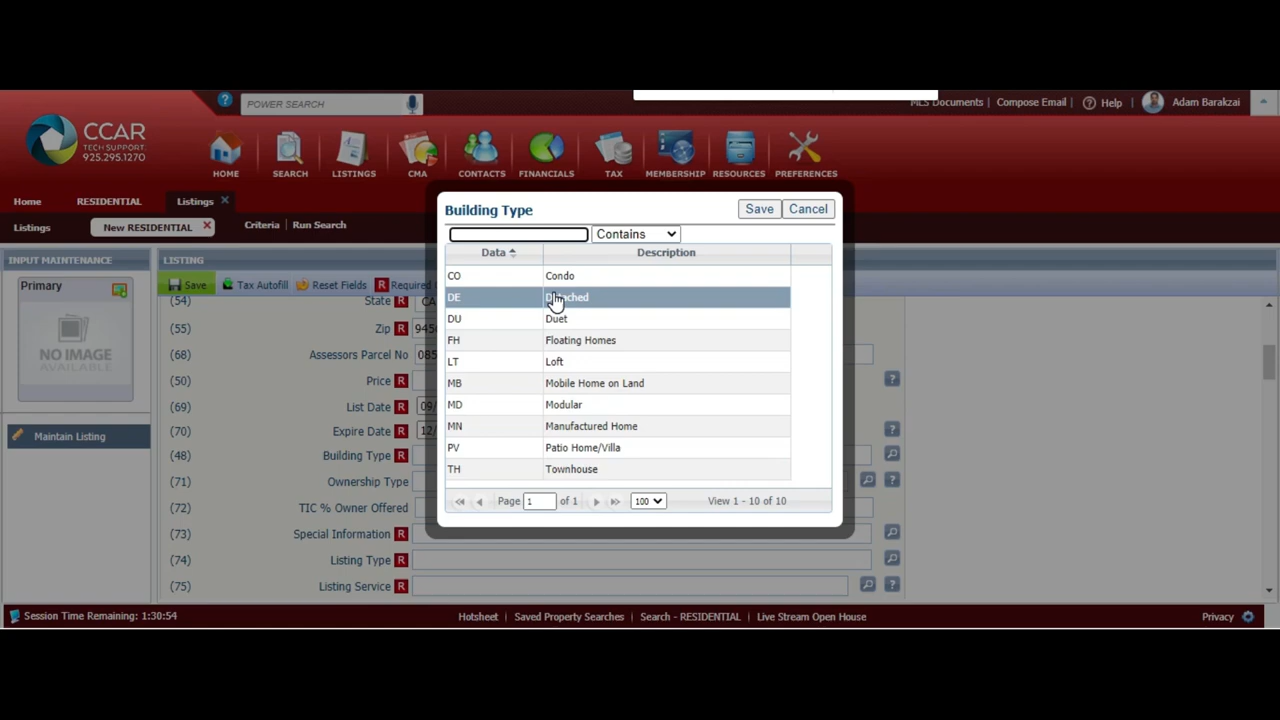 POWER SEARCH
MLS Documents | Compose Email | Help | Adam Barakzai
CCAR
TECH SUPPORT:
925.295.1270
HOME SEARCH LISTINGS CMA CONTACTS FINANCIALS TAX MEMBERSHIP RESOURCES PREFERENCES
Home RESIDENTIAL Listings
Listings New RESIDENTIAL Criteria | Run Search
INPUT MAINTENANCE
Primary
NO IMAGE
AVAILABLE
Maintain Listing
LISTING
Save Tax Autofill Reset Fields R Required
(54) State R CA
(55) Zip R 945
(68) Assessors Parcel No 085
(50) Price R
(69) List Date R 09/
(70) Expire Date R 12/
(48) Building Type R
(71) Ownership Type
(72) TIC % Owner Offered
(73) Special Information R
(74) Listing Type R
(75) Listing Service R
Building Type Save Cancel
Contains
Data Description
CO Condo
DE Detached
DU Duet
FH Floating Homes
LT Loft
MB Mobile Home on Land
MD Modular
MN Manufactured Home
PV Patio Home/Villa
TH Townhouse
Page 1 of 1 100 View 1 - 10 of 10
Session Time Remaining: 1:30:54
Hotsheet | Saved Property Searches | Search - RESIDENTIAL | Live Stream Open House
Privacy